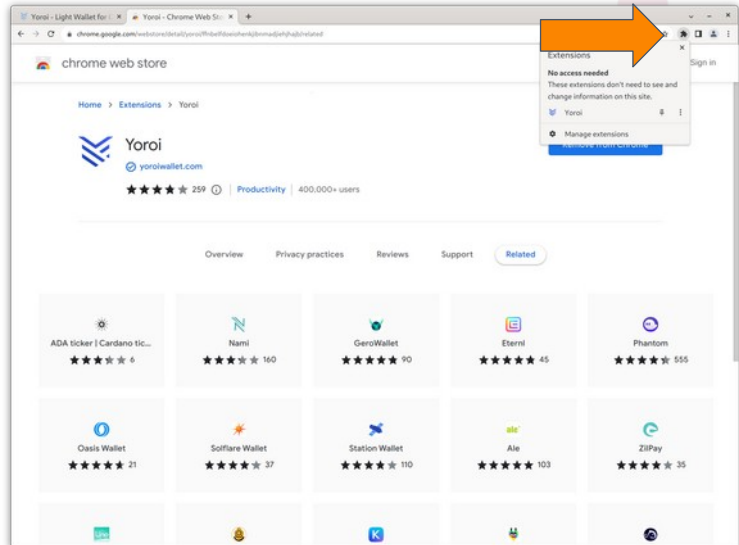 Yoroi - Light Wallet for
Yoroi - Chrome Web Sto
chrome.google.com/webstore/detail/yoroi/ffnbelfdoeiohenkjibnmadjiehjhajb/related
chrome web store
Sign in
Extensions
No access needed
These extensions don't need to see and
change information on this site.
Yoroi
Manage extensions
Home > Extensions > Yoroi
Yoroi
yoroiwallet.com
Remove from Chrome
259
Productivity
400,000+ users
Overview
Privacy practices
Reviews
Support
Related
ADA ticker | Cardano tic...
Nami
GeroWallet
Eternl
Phantom
6
160
90
45
555
Oasis Wallet
Solflare Wallet
Station Wallet
ale
Ale
ZilPay
21
37
110
103
35
K